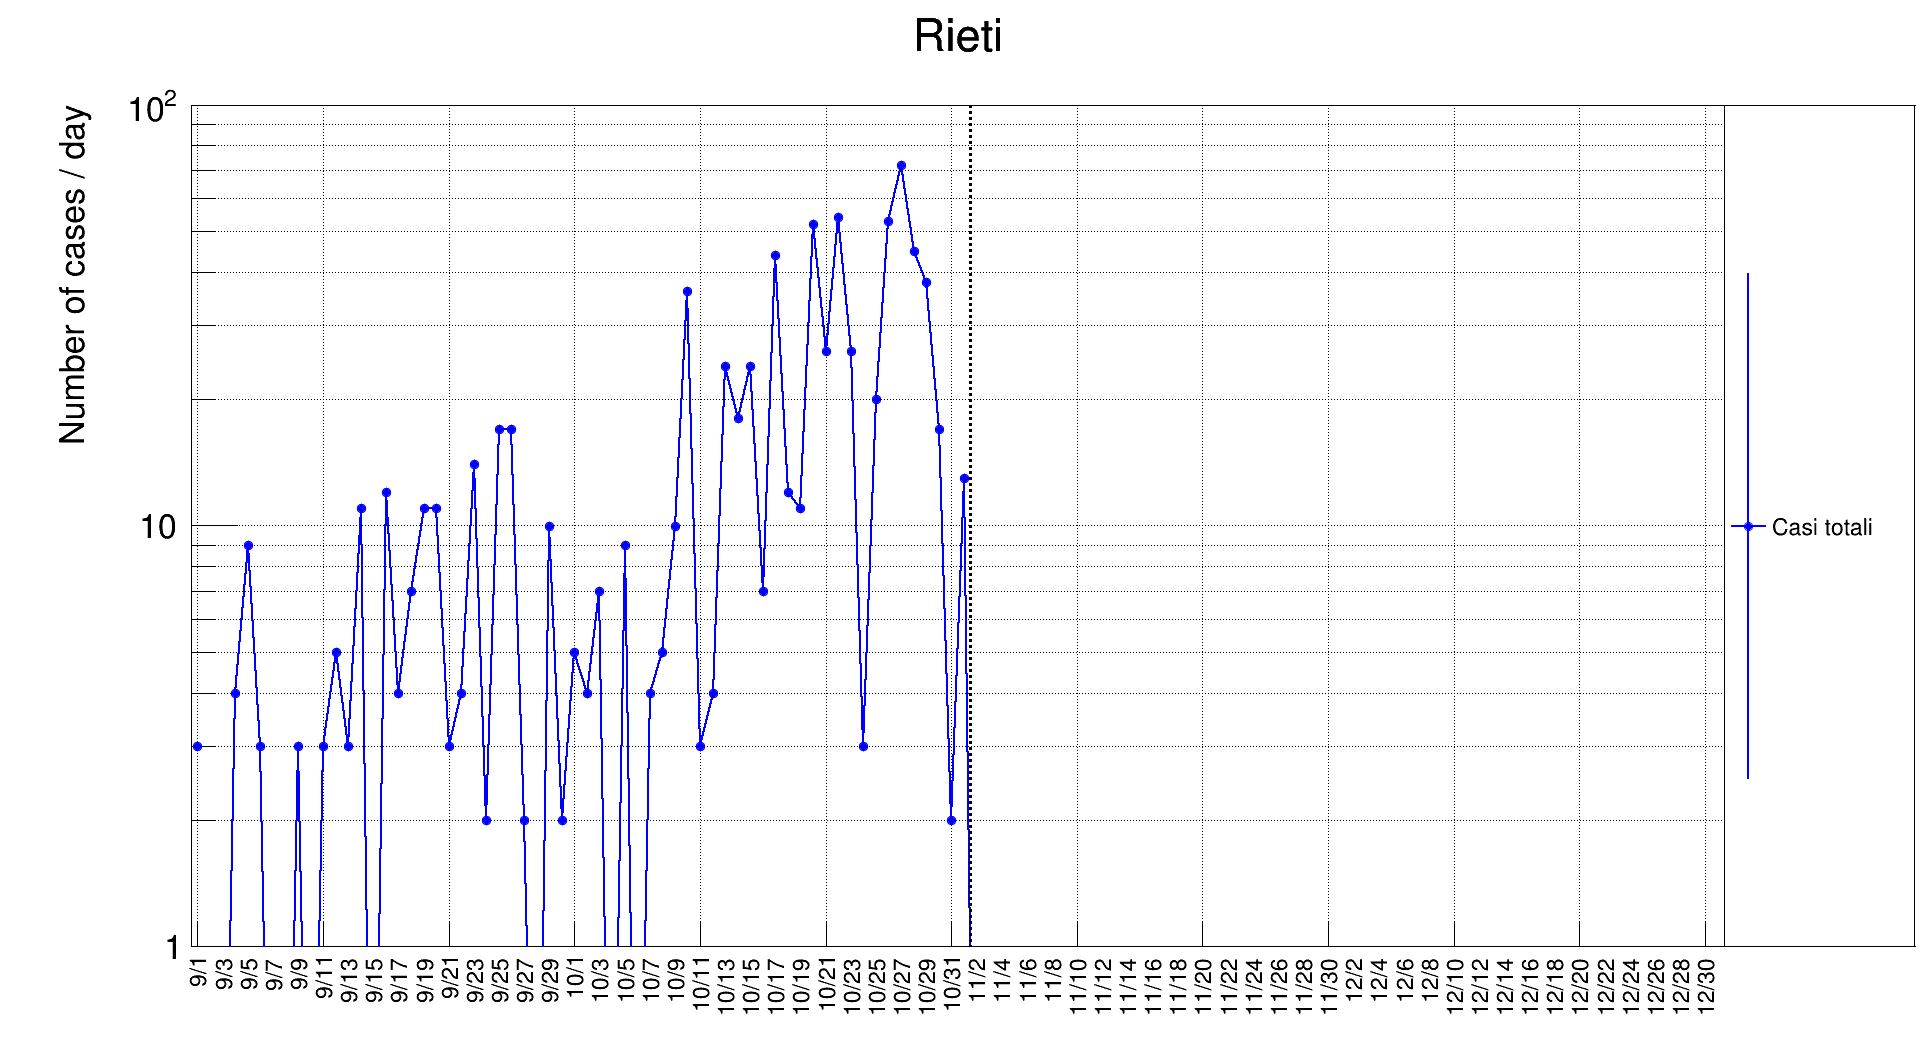 Rieti
Number of cases / day
10²
10
1
Casi totali
9/1 9/3 9/5 9/7 9/9 9/11 9/13 9/15 9/17 9/19 9/21 9/23 9/25 9/27 9/29 10/1 10/3 10/5 10/7 10/9 10/11 10/13 10/15 10/17 10/19 10/21 10/23 10/25 10/27 10/29 10/31 11/2 11/4 11/6 11/8 11/10 11/12 11/14 11/16 11/18 11/20 11/22 11/24 11/26 11/28 11/30 12/2 12/4 12/6 12/8 12/10 12/12 12/14 12/16 12/18 12/20 12/22 12/24 12/26 12/28 12/30